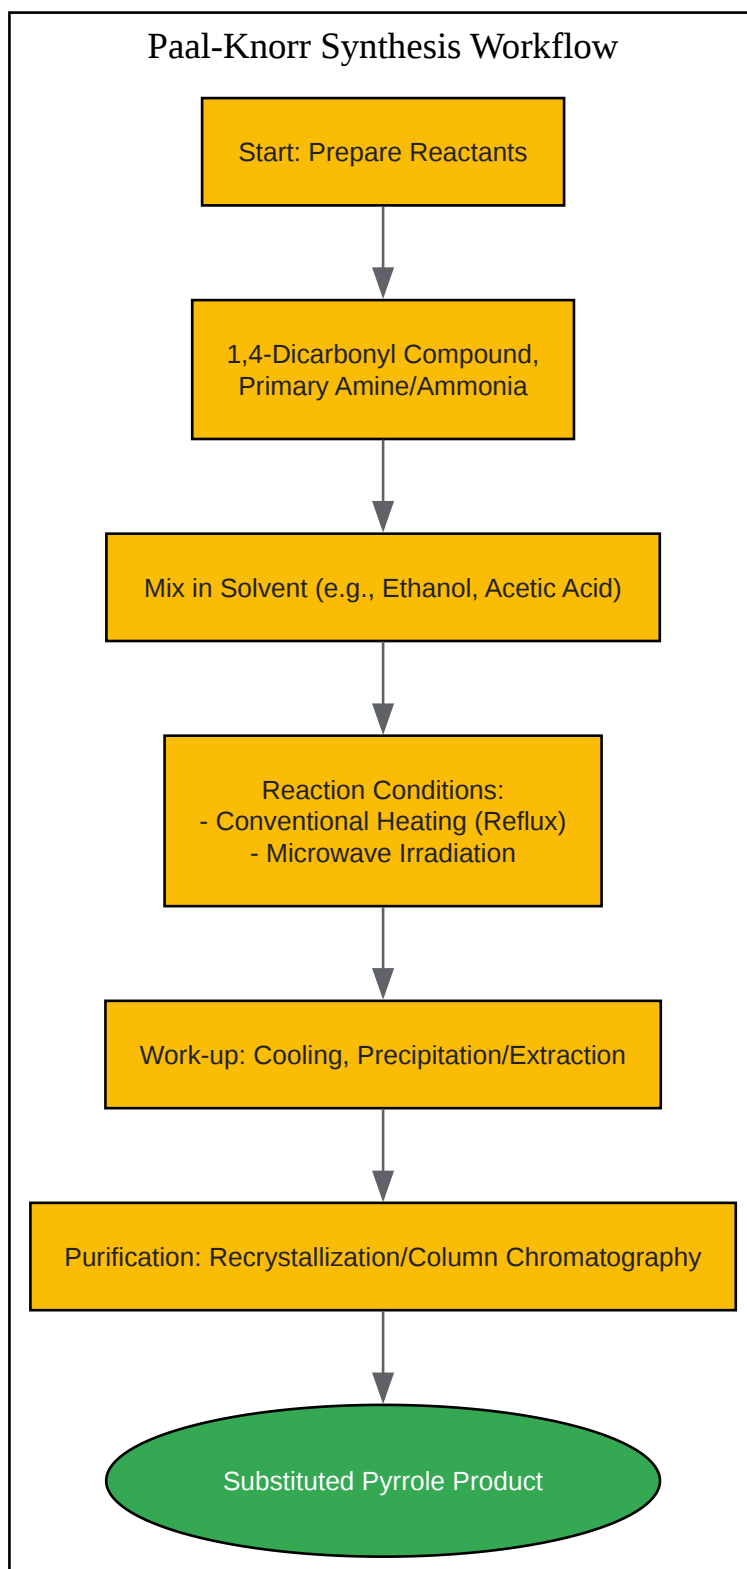 Paal-Knorr Synthesis Workflow
Start: Prepare Reactants
1,4-Dicarbonyl Compound,
Primary Amine/Ammonia
Mix in Solvent (e.g., Ethanol, Acetic Acid)
Reaction Conditions:
- Conventional Heating (Reflux)
- Microwave Irradiation
Work-up: Cooling, Precipitation/Extraction
Purification: Recrystallization/Column Chromatography
Substituted Pyrrole Product